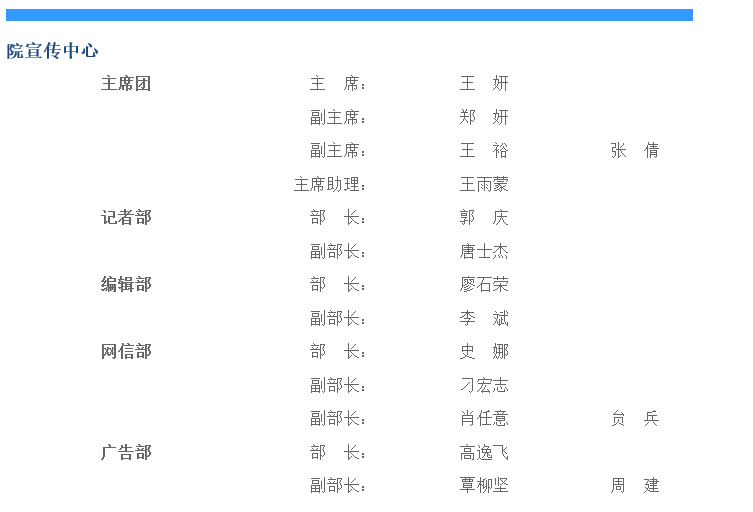 院宣传中心
主席团 主 席： 王 妍
副主席： 郑 妍
副主席： 王 裕 张 倩
主席助理： 王雨蒙
记者部 部 长： 郭 庆
副部长： 唐士杰
编辑部 部 长： 廖石荣
副部长： 李 斌
网信部 部 长： 史 娜
副部长： 刁宏志
副部长： 肖任意 贠 兵
广告部 部 长： 高逸飞
副部长： 覃柳坚 周 建